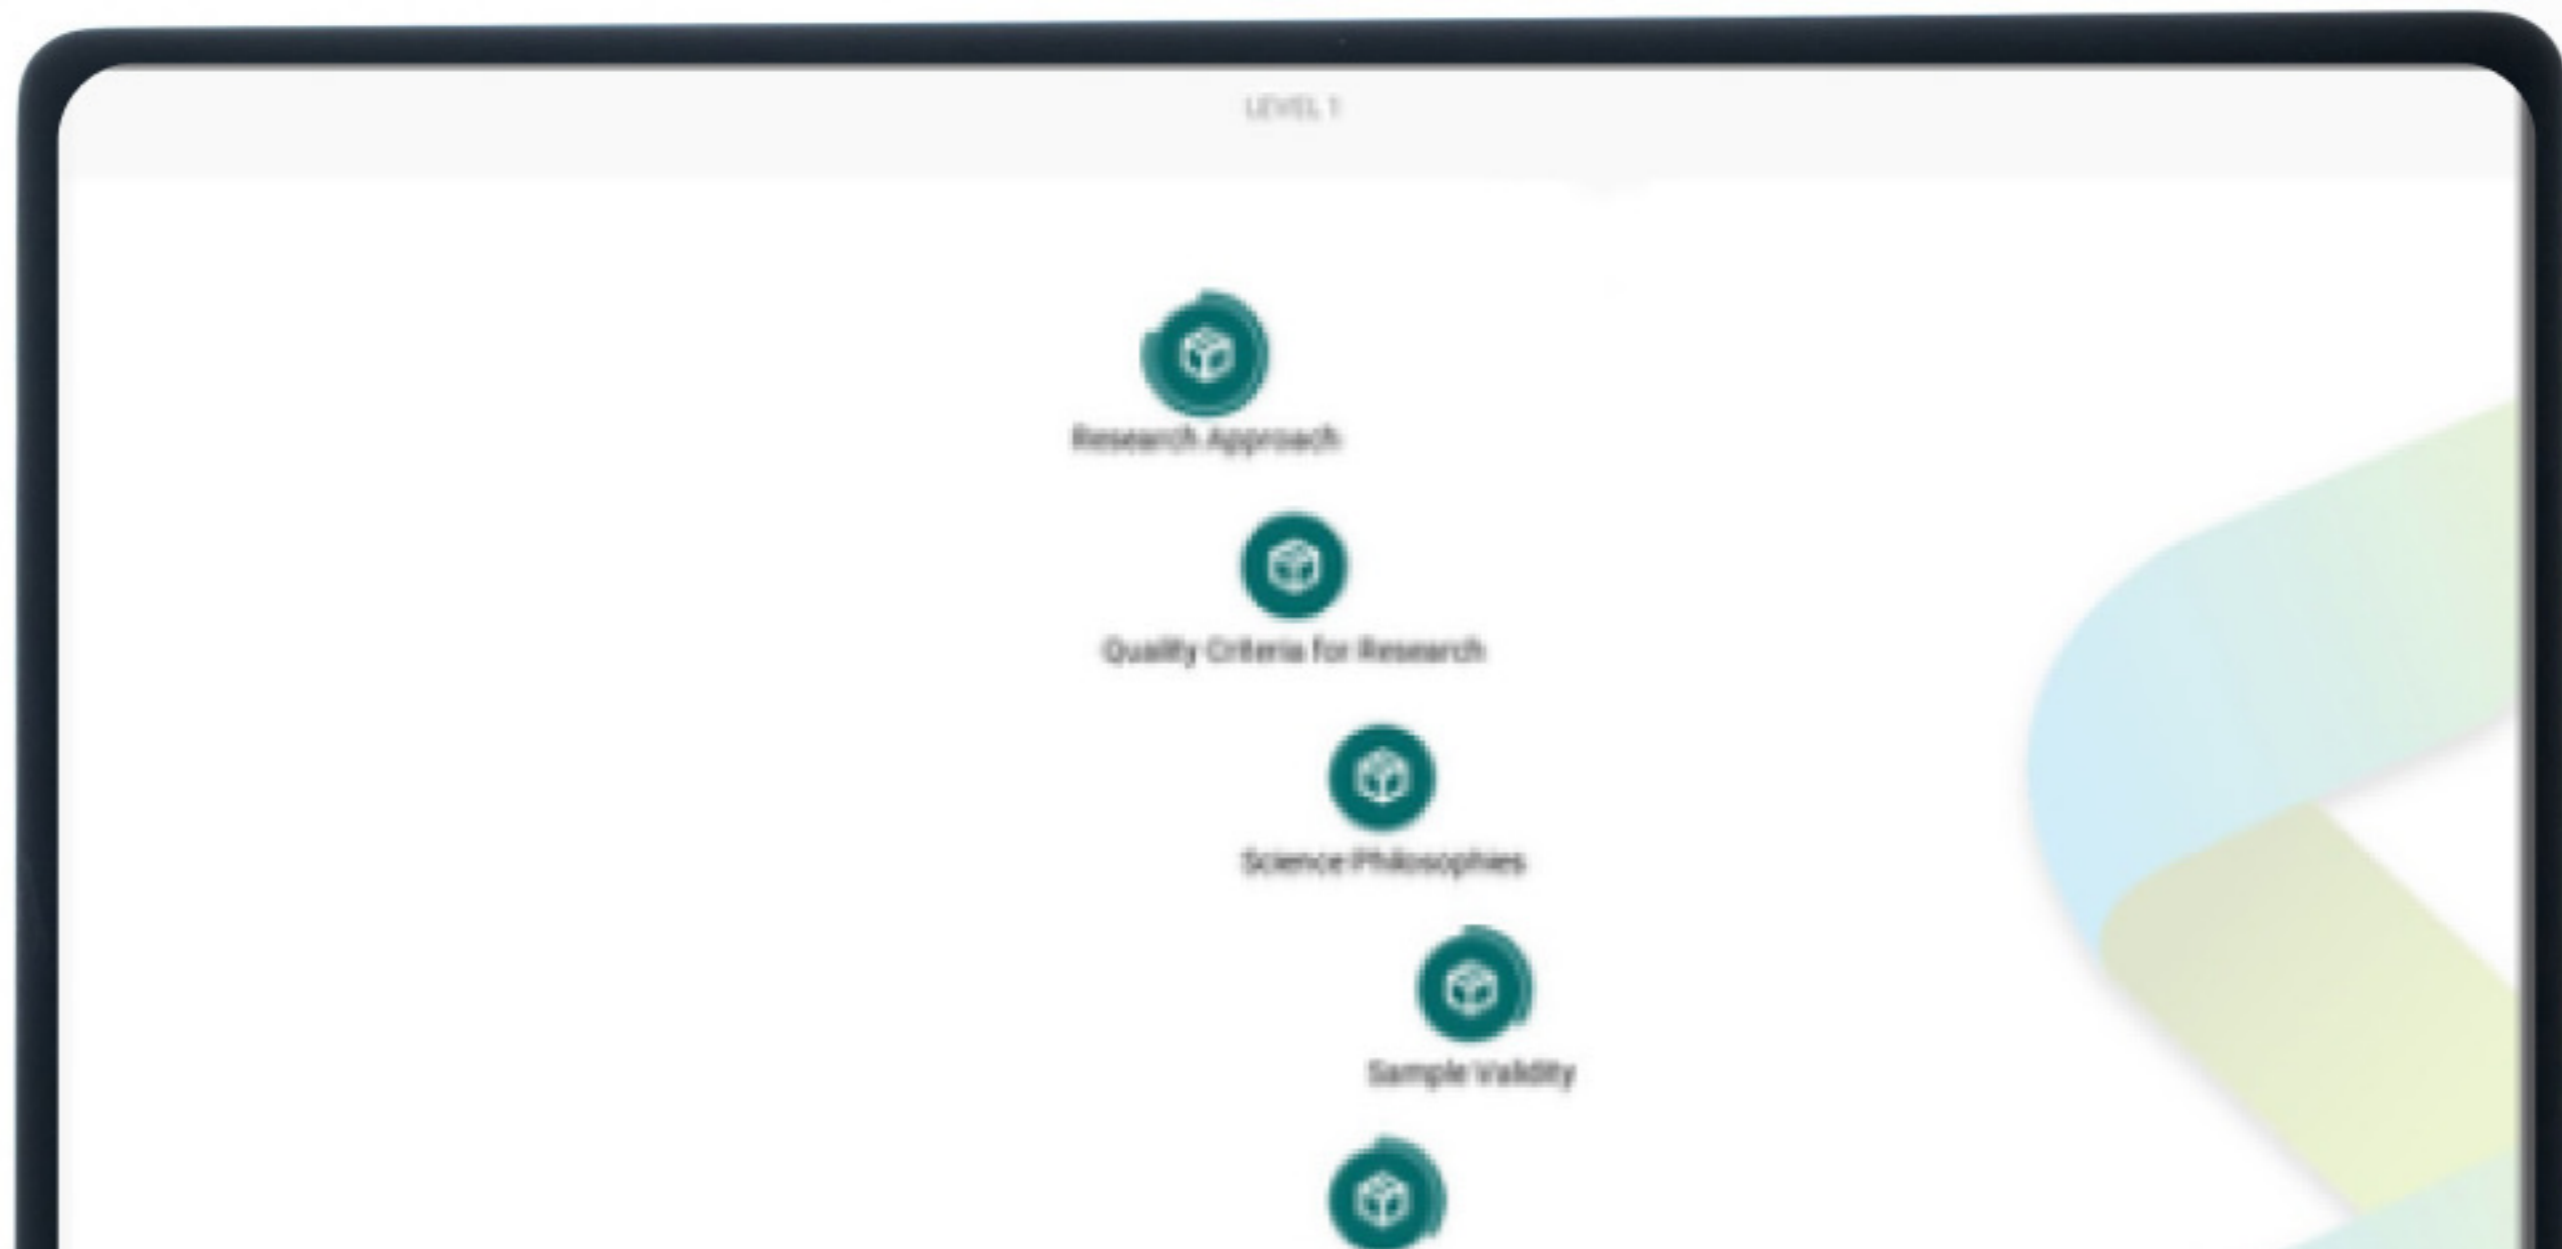 LEVEL 1
Research Approach
Quality Criteria for Research
Science Philosophies
Sample Validity